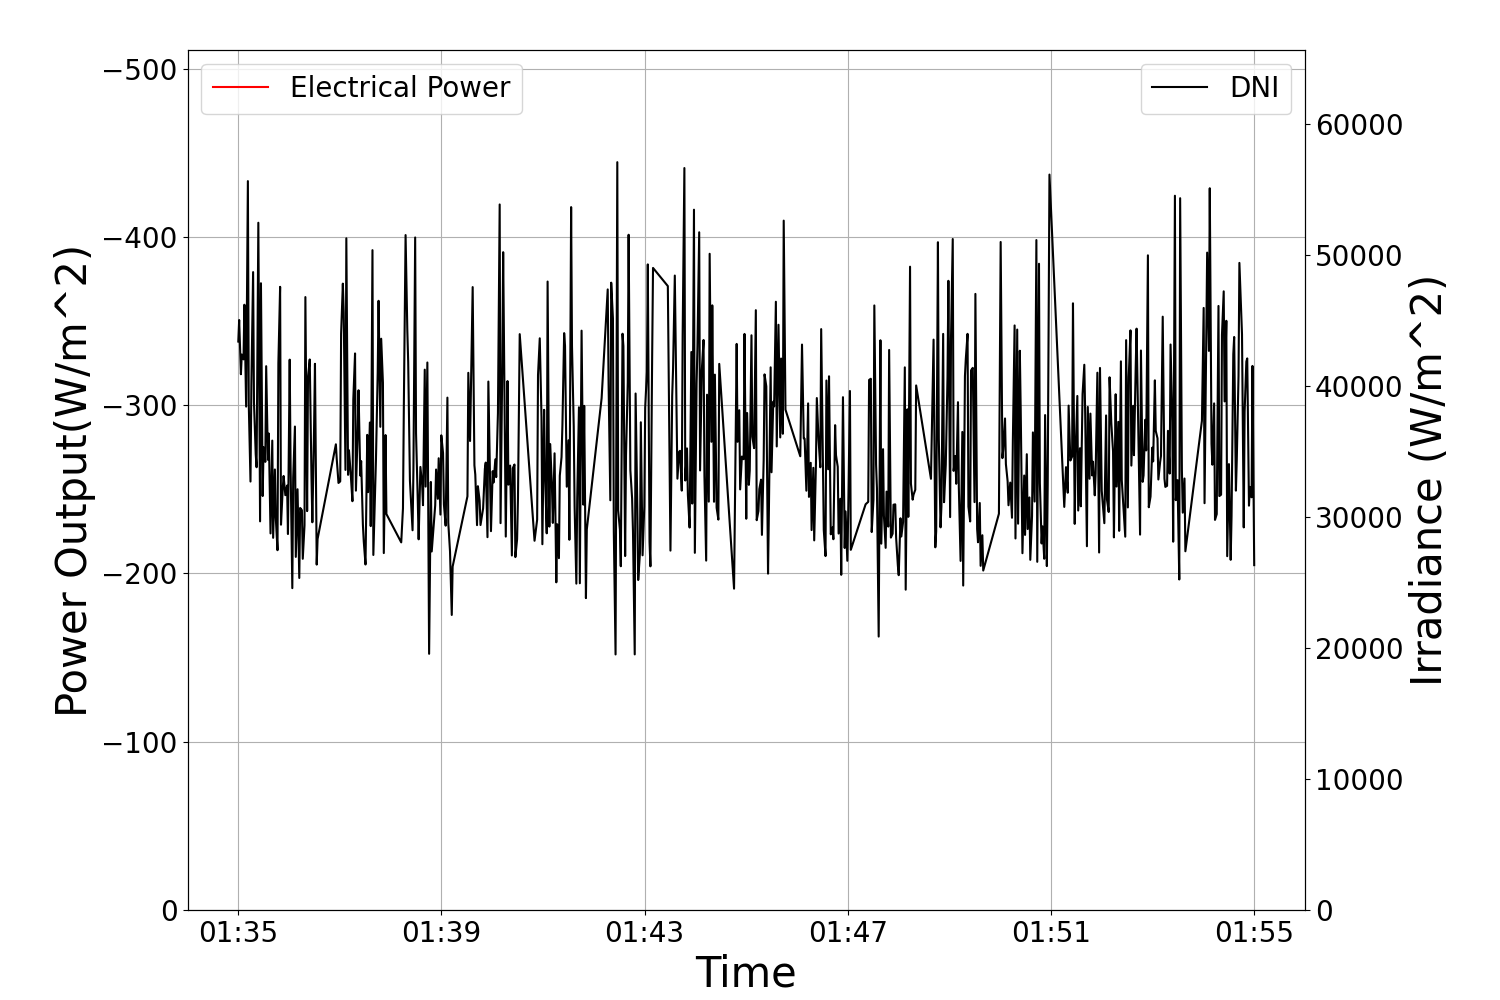 Electrical Power
DNI
Power Output(W/m^2)
−500
−400
−300
−200
−100
0
60000
50000
40000
30000
20000
10000
0
Irradiance (W/m^2)
01:35 01:39 01:43 01:47 01:51 01:55
Time